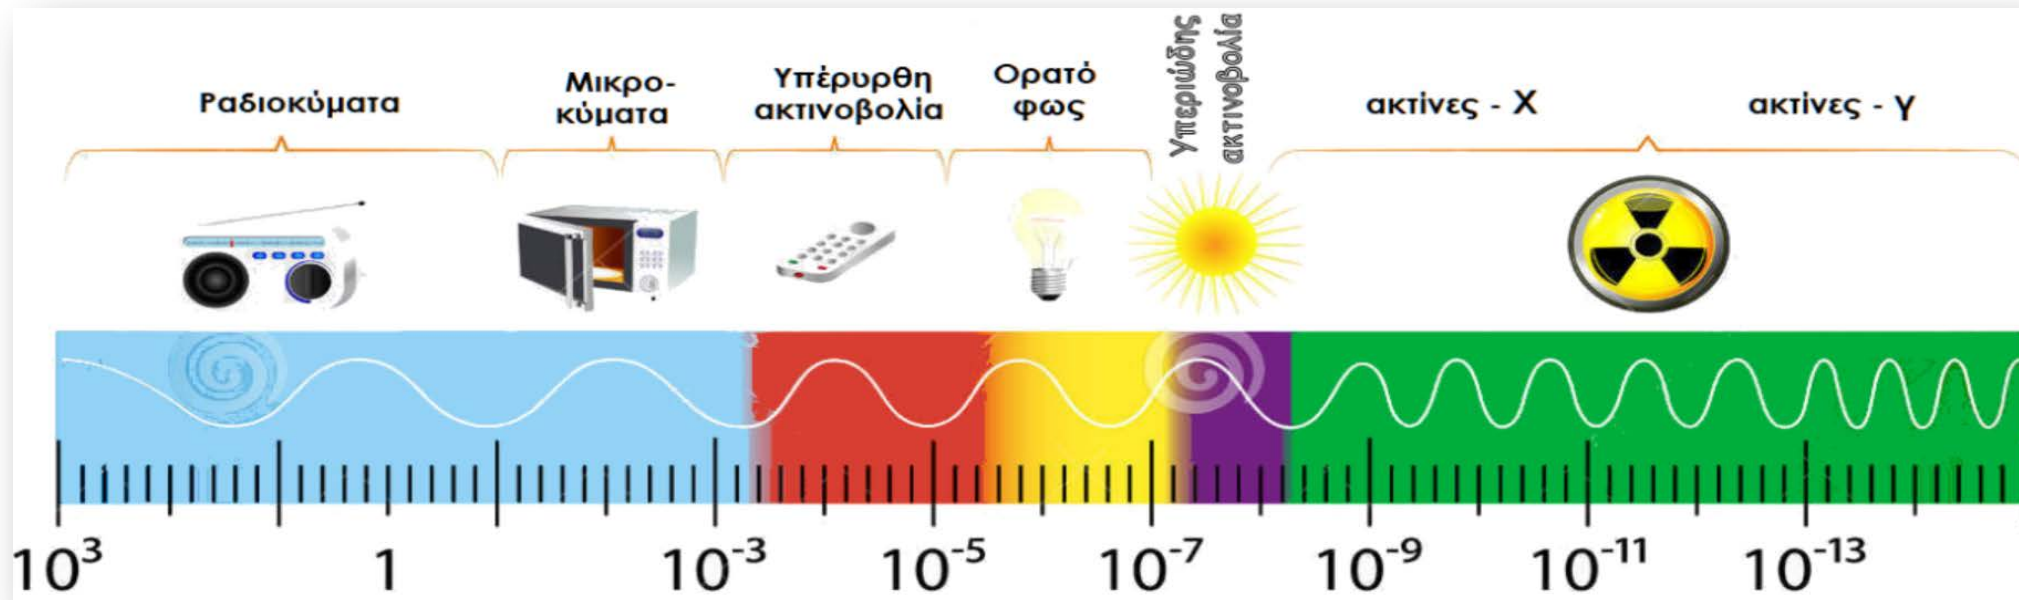 Ραδιοκύματα
Μικρο-
κύματα
Υπέρυρθη
ακτινοβολία
Ορατό
φως
Υπεριώδης
ακτινοβολία
ακτίνες - X
ακτίνες - γ
10³ 1 10⁻³ 10⁻⁵ 10⁻⁷ 10⁻⁹ 10⁻¹¹ 10⁻¹³